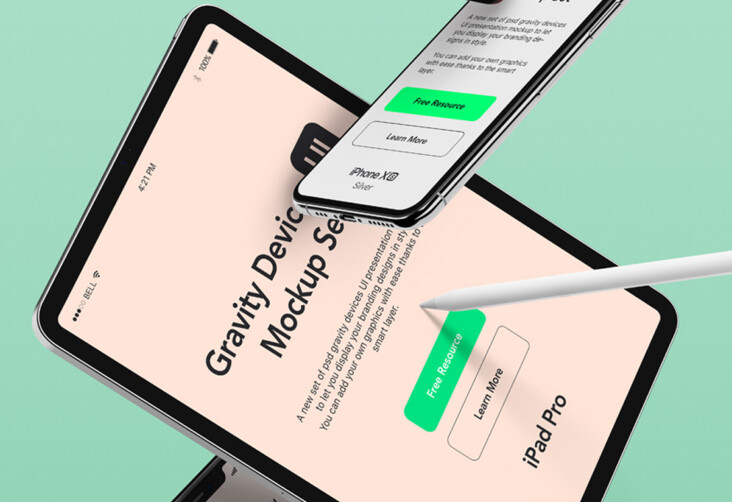 A new set of psd gravity devices
UI presentation mockup to let
you display your branding de-
signs in style.
You can add your own graphics
with ease thanks to the smart
layer.
Free Resource
Learn More
iPhone XS
Silver
100%
4:21 PM
BELL
Gravity Devic
Mockup Se
A new set of psd gravity devices UI presentation
to let you display your branding designs in sty
You can add your own graphics with ease thanks to
smart layer.
Free Resource
Learn More
iPad Pro